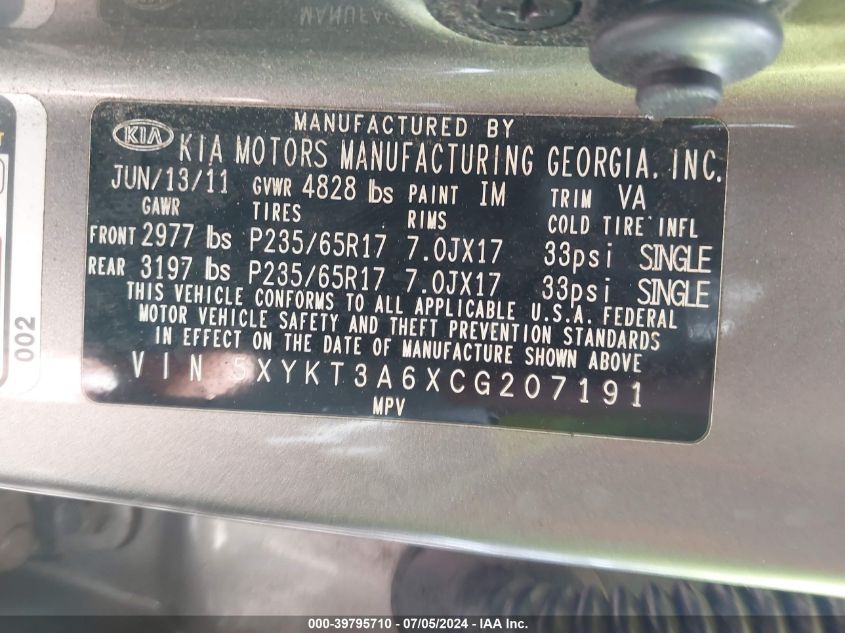 MANUFACTURED BY
KIA KIA MOTORS MANUFACTURING GEORGIA. INC.
JUN/13/11 GVWR 4828 lbs PAINT IM TRIM VA
GAWR TIRES RIMS COLD TIRE INFL
FRONT 2977 lbs P235/65R17 7.0JX17 33psi SINGLE
REAR 3197 lbs P235/65R17 7.0JX17 33psi SINGLE
THIS VEHICLE CONFORMS TO ALL APPLICABLE U.S.A. FEDERAL
MOTOR VEHICLE SAFETY AND THEFT PREVENTION STANDARDS
IN EFFECT ON THE DATE OF MANUFACTURE SHOWN ABOVE
VIN 5XYKT3A6XCG207191
MPV
002
000-39795710 / 07/05/2024 - IAA Inc.